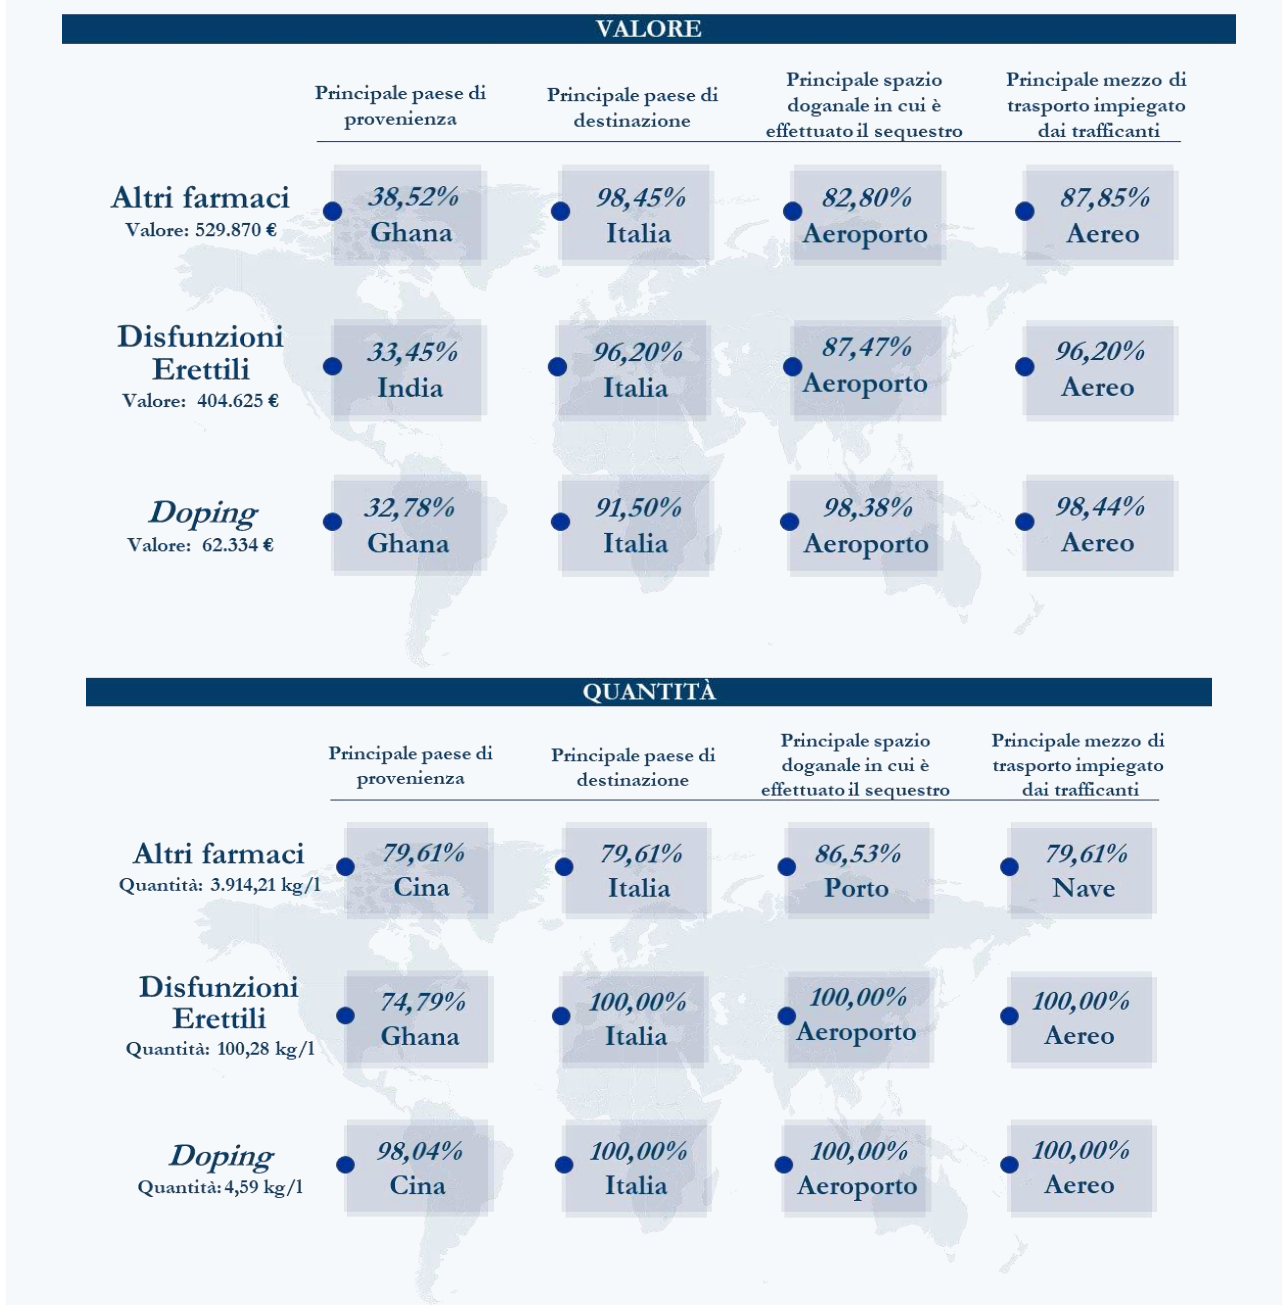 VALORE
Principale paese di
provenienza
Principale paese di
destinazione
Principale spazio
doganale in cui è
effettuato il sequestro
Principale mezzo di
trasporto impiegato
dai trafficanti
Altri farmaci
Valore: 529.870 €
38,52%
Ghana
98,45%
Italia
82,80%
Aeroporto
87,85%
Aereo
Disfunzioni
Erettili
Valore: 404.625 €
33,45%
India
96,20%
Italia
87,47%
Aeroporto
96,20%
Aereo
Doping
Valore: 62.334 €
32,78%
Ghana
91,50%
Italia
98,38%
Aeroporto
98,44%
Aereo
QUANTITÀ
Principale paese di
provenienza
Principale paese di
destinazione
Principale spazio
doganale in cui è
effettuato il sequestro
Principale mezzo di
trasporto impiegato
dai trafficanti
Altri farmaci
Quantità: 3.914,21 kg/l
79,61%
Cina
79,61%
Italia
86,53%
Porto
79,61%
Nave
Disfunzioni
Erettili
Quantità: 100,28 kg/l
74,79%
Ghana
100,00%
Italia
100,00%
Aeroporto
100,00%
Aereo
Doping
Quantità: 4,59 kg/l
98,04%
Cina
100,00%
Italia
100,00%
Aeroporto
100,00%
Aereo